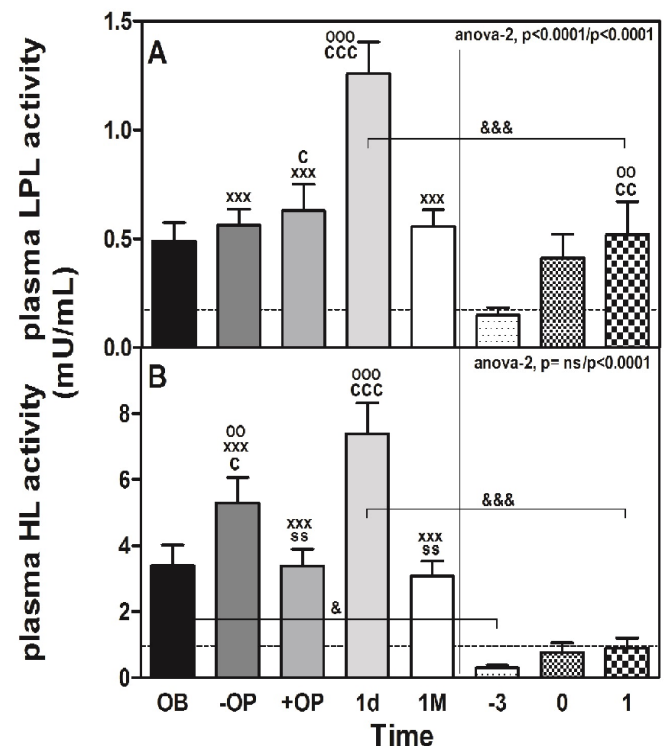 plasma LPL activity
plasma HL activity
(mU/mL)
A
anova-2, p<0.0001/p<0.0001
1.5
1.0
0.5
0.0
ooo
CCC
&&&
xxx
C
xxx
xxx
oo
CC
B
anova-2, p= ns/p<0.0001
8
6
4
2
0
ooo
CCC
oo
xxx
C
xxx
ss
xxx
ss
&&&
&
OB -OP +OP 1d 1M -3 0 1
Time